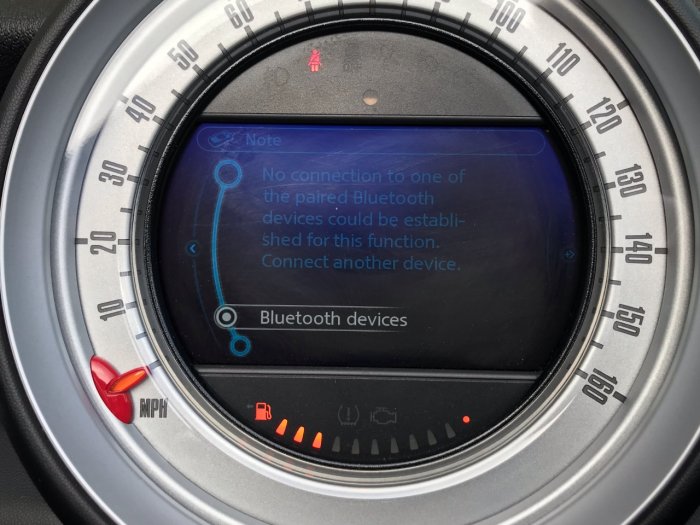 60
100
50
110
40
120
30
130
20
140
10
150
160
MPH
Note
No connection to one of
the paired Bluetooth
devices could be establi-
shed for this function.
Connect another device.
Bluetooth devices